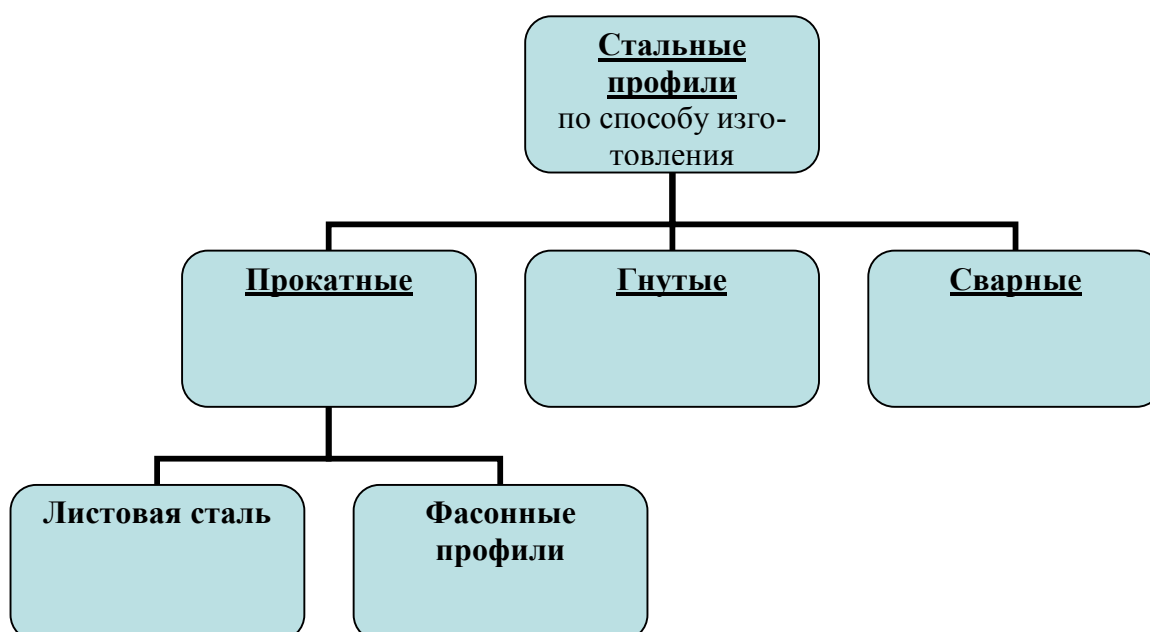 Стальные
профили
по способу изго-
товления
Прокатные
Гнутые
Сварные
Листовая сталь
Фасонные
профили